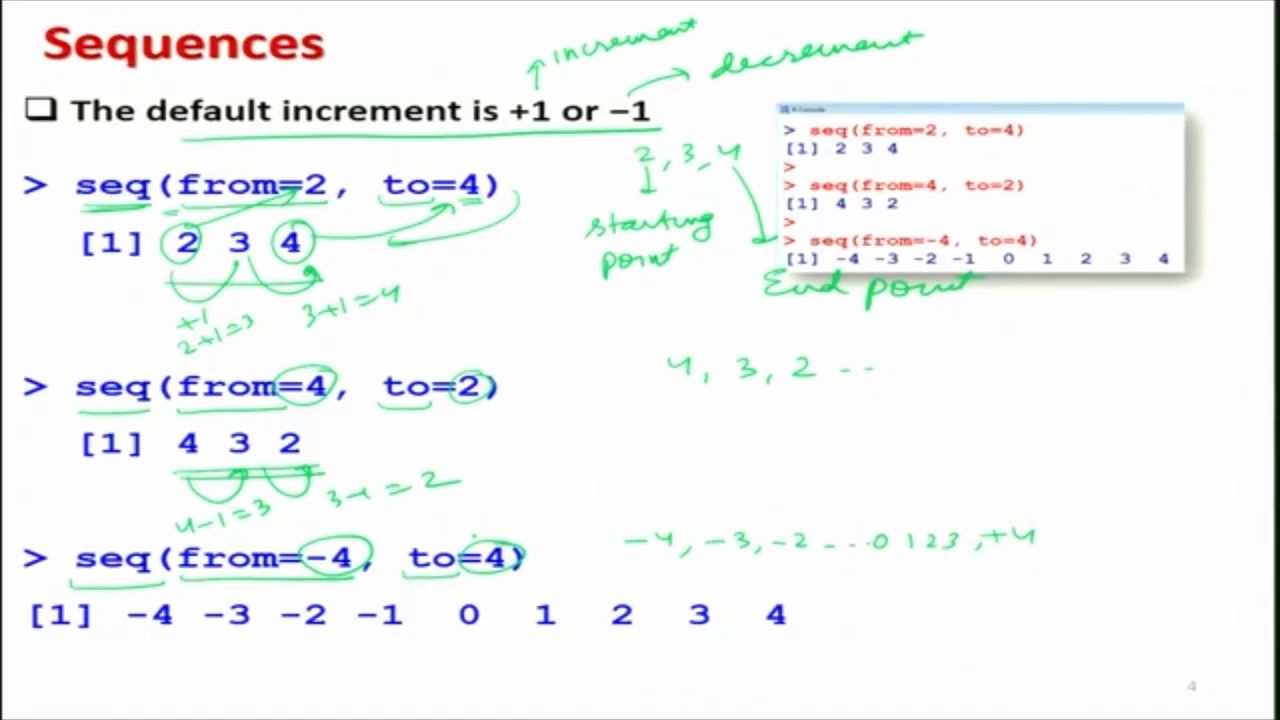 Sequences
increment
decrement
❑ The default increment is +1 or −1
> seq(from=2, to=4)
[1] 2 3 4
+1
2+1=3
3+1=4
2, 3, 4
starting
point
End point
> seq(from=2, to=4)
[1] 2 3 4
>
> seq(from=4, to=2)
[1] 4 3 2
>
> seq(from=-4, to=4)
[1] -4 -3 -2 -1 0 1 2 3 4
> seq(from=4, to=2)
[1] 4 3 2
4-1=3
3-1=2
4, 3, 2 --
> seq(from=-4, to=4)
[1] -4 -3 -2 -1 0 1 2 3 4
-4, -3, -2 -..0 1 2 3, +4
4